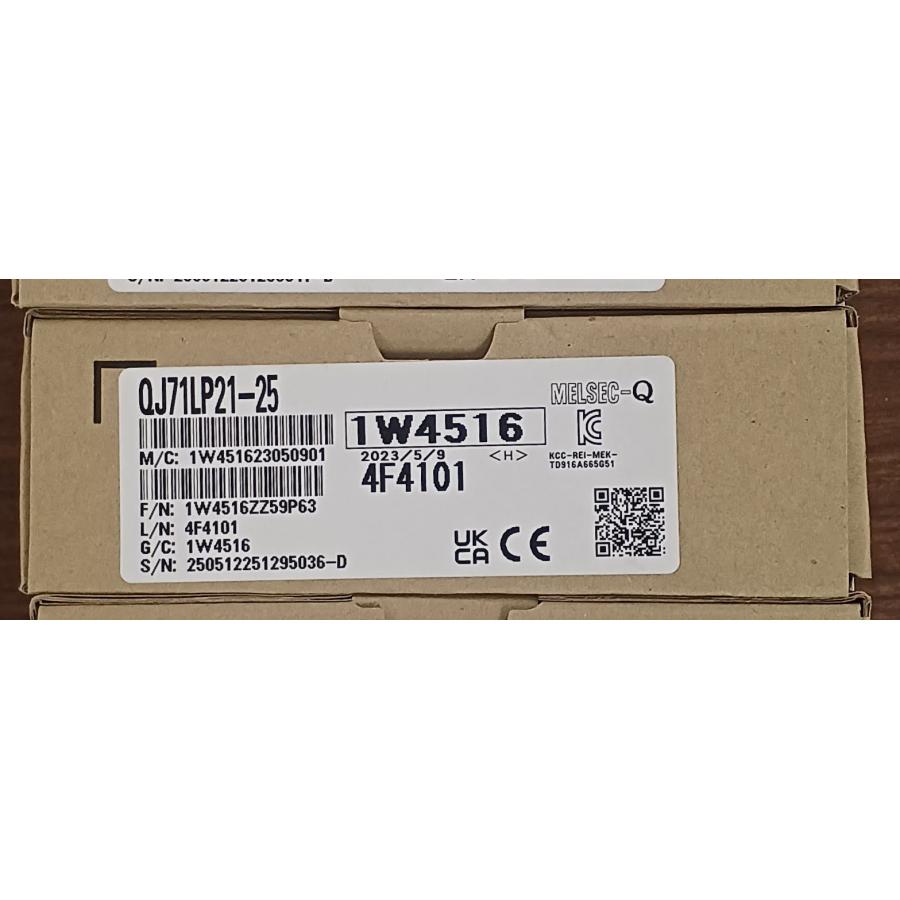 QJ71LP21-25
MELSEC-Q
1W4516
M/C: 1W451623050901
2023/5/9 <H>
KCC-REI-MEK-
TD916A665G51
4F4101
F/N: 1W4516ZZ59P63
L/N: 4F4101
G/C: 1W4516
S/N: 250512251295036-D
UK
CA CE